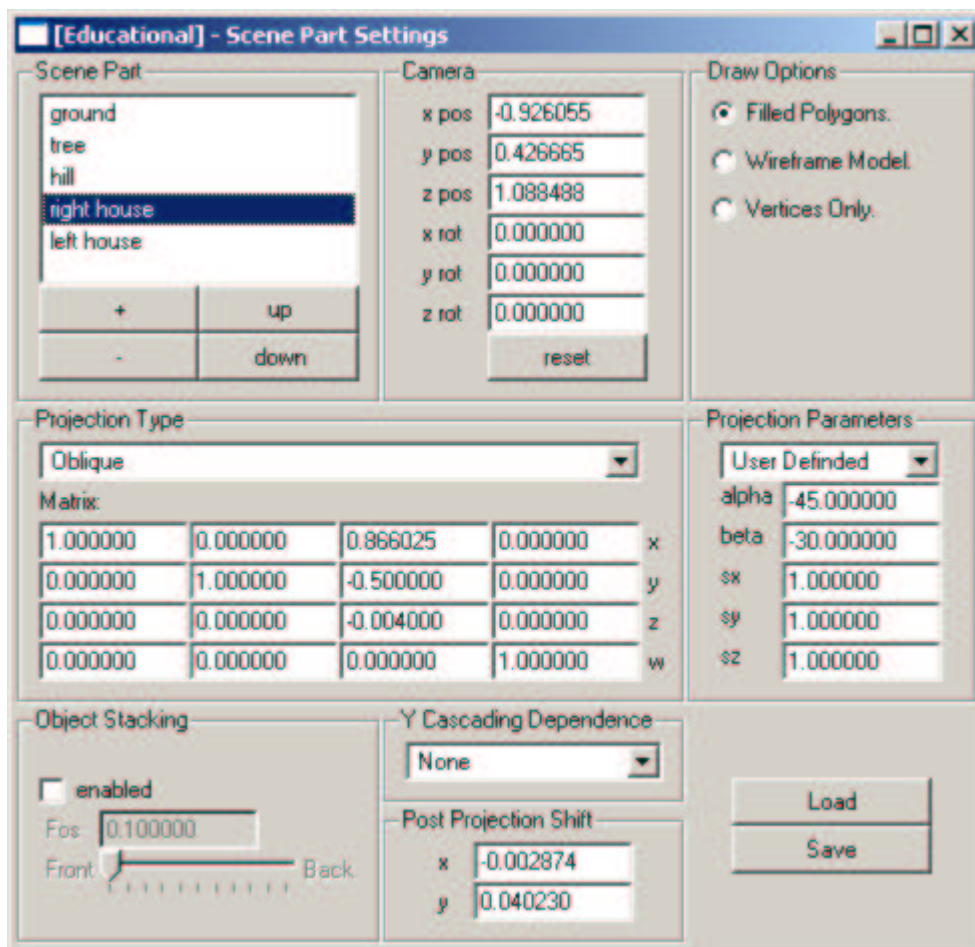 [Educational] - Scene Part Settings
Scene Part
ground
tree
hill
right house
left house
+
up
-
down
Camera
x pos -0.926055
y pos 0.426665
z pos 1.088488
x rot 0.000000
y rot 0.000000
z rot 0.000000
reset
Draw Options
Filled Polygons.
Wireframe Model.
Vertices Only.
Projection Type
Oblique
Matrix:
1.000000 0.000000 0.866025 0.000000 x
0.000000 1.000000 -0.500000 0.000000 y
0.000000 0.000000 -0.004000 0.000000 z
0.000000 0.000000 0.000000 1.000000 w
Projection Parameters
User Definded
alpha -45.000000
beta -30.000000
sx 1.000000
sy 1.000000
sz 1.000000
Object Stacking
enabled
Fos 0.100000
Front Back
Y Cascading Dependence
None
Post Projection Shift
x -0.002874
y 0.040230
Load
Save